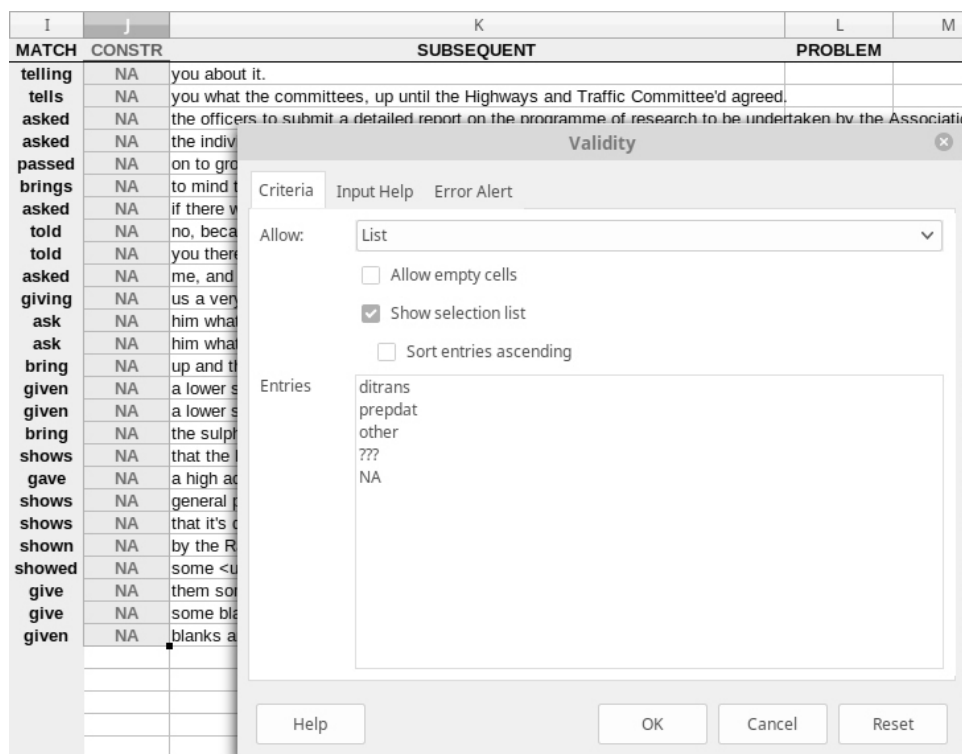 I J K L M
MATCH CONSTR SUBSEQUENT PROBLEM
telling NA you about it.
tells NA you what the committees, up until the Highways and Traffic Committee'd agreed.
asked NA the officers to submit a detailed report on the programme of research to be undertaken by the Associati
asked NA the indiv
passed NA on to gro
brings NA to mind t
asked NA if there w
told NA no, beca
told NA you there
asked NA me, and
giving NA us a very
ask NA him what
ask NA him what
bring NA up and th
given NA a lower s
given NA a lower s
bring NA the sulph
shows NA that the
gave NA a high ac
shows NA general p
shows NA that it's c
shown NA by the R
showed NA some <u
give NA them som
give NA some bla
given NA blanks a
Validity
Criteria Input Help Error Alert
Allow: List
Allow empty cells
Show selection list
Sort entries ascending
Entries ditrans
prepdat
other
???
NA
Help OK Cancel Reset